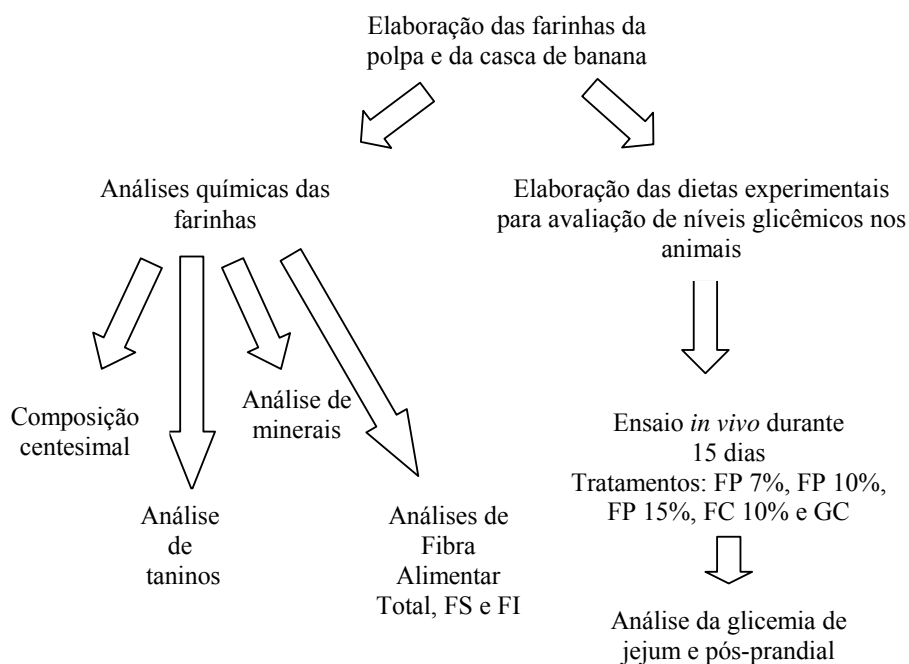 Elaboração das farinhas da
polpa e da casca de banana
Análises químicas das
farinhas
Elaboração das dietas experimentais
para avaliação de níveis glicêmicos nos
animais
Composição
centesimal
Análise de
minerais
Análise
de
taninos
Análises de
Fibra
Alimentar
Total, FS e FI
Ensaio in vivo durante
15 dias
Tratamentos: FP 7%, FP 10%,
FP 15%, FC 10% e GC
Análise da glicemia de
jejum e pós-prandial